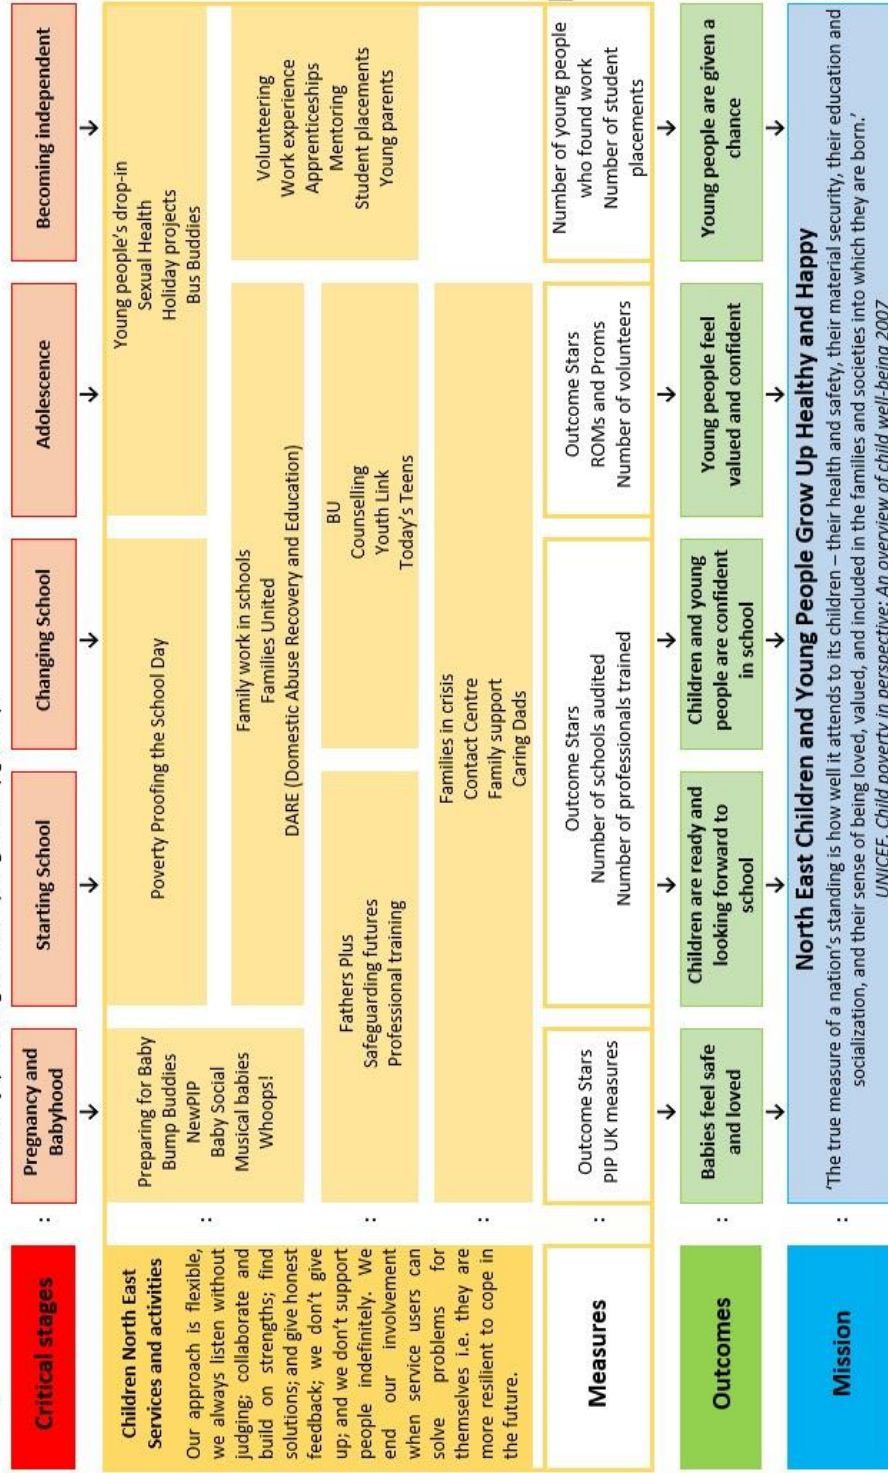 Critical stages
:
Pregnancy and
Babyhood
Starting School
Changing School
Adolescence
Becoming independent
Children North East
Services and activities
Our approach is flexible,
we always listen without
judging; collaborate and
build on strengths; find
solutions; and give honest
feedback; we don't give
up; and we don't support
people indefinitely. We
end our involvement
when service users can
solve problems for
themselves i.e. they are
more resilient to cope in
the future.
:
Preparing for Baby
Bump Buddies
NewPIP
Baby Social
Musical babies
Whoops!
Poverty Proofing the School Day
Young people's drop-in
Sexual Health
Holiday projects
Bus Buddies
Family work in schools
Families United
DARE (Domestic Abuse Recovery and Education)
Volunteering
Work experience
Apprenticeships
Mentoring
Student placements
Young parents
:
Fathers Plus
Safeguarding futures
Professional training
BU
Counselling
Youth Link
Today's Teens
:
Families in crisis
Contact Centre
Family support
Caring Dads
Measures
:
Outcome Stars
PIP UK measures
Outcome Stars
Number of schools audited
Number of professionals trained
Outcome Stars
ROMs and Proms
Number of volunteers
Number of young people
who found work
Number of student
placements
Outcomes
:
Babies feel safe
and loved
Children are ready and
looking forward to
school
Children and young
people are confident
in school
Young people feel
valued and confident
Young people are given a
chance
Mission
:
North East Children and Young People Grow Up Healthy and Happy
'The true measure of a nation's standing is how well it attends to its children – their health and safety, their material security, their education and
socialization, and their sense of being loved, valued, and included in the families and societies into which they are born.'
UNICEF, Child poverty in perspective: An overview of child well-being 2007